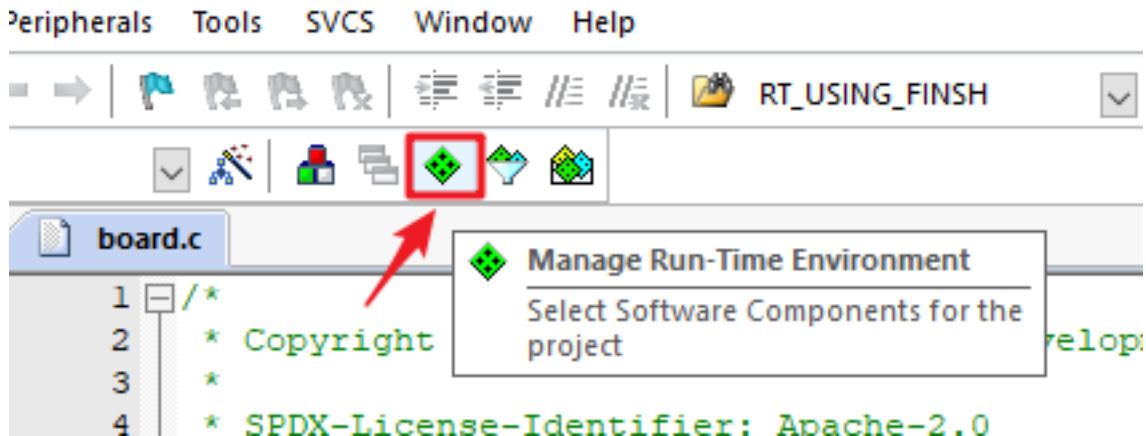 Peripherals Tools SVCS Window Help
RT_USING_FINSH
board.c
Manage Run-Time Environment
Select Software Components for the
project
1 /*
2 * Copyright
3 *
4 * SPDX-License-Identifier: Apache-2.0